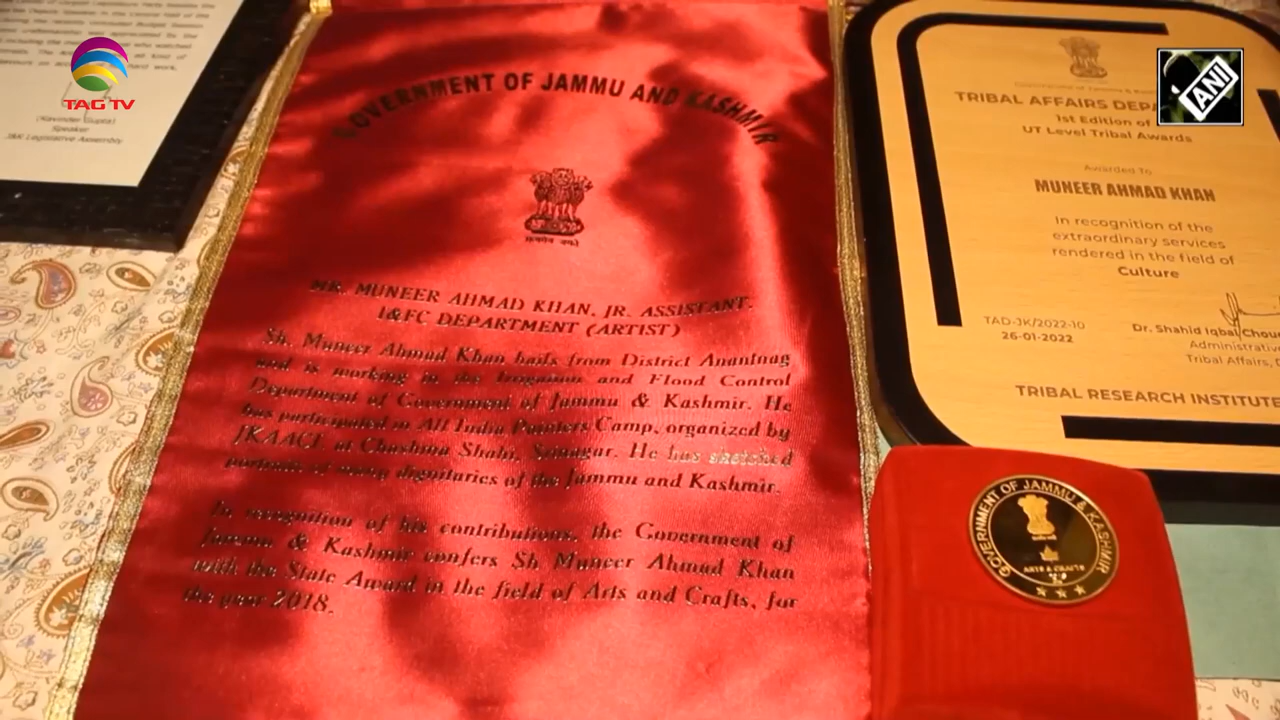 TAG TV
ANI
(Kavinder Gupta)
Speaker
J&K Legislative Assembly
GOVERNMENT OF JAMMU AND KASHMIR
MR. MUNEER AHMAD KHAN, JR. ASSISTANT,
I&FC DEPARTMENT (ARTIST)
Sh. Muneer Ahmad Khan hails from District Anantnag
and is working in the Irrigation and Flood Control
Department of Government of Jammu & Kashmir. He
has participated in All India Painters Camp, organized by
JKAACL at Chashma Shahi, Srinagar. He has sketched
portraits of many dignitaries of the Jammu and Kashmir.
In recognition of his contributions, the Government of
Jammu & Kashmir confers Sh. Muneer Ahmad Khan
with the State Award in the field of Arts and Crafts, for
the year 2018.
TRIBAL AFFAIRS DEPA
1st Edition of
UT Level Tribal Awards
Awarded To
MUNEER AHMAD KHAN
In recognition of the
extraordinary services
rendered in the field of
Culture
TAD-JK/2022-10
26-01-2022
Dr. Shahid Iqbal Chou
Administrativ
Tribal Affairs,
TRIBAL RESEARCH INSTITUTE
GOVERNMENT OF JAMMU & KASHMIR
ARTS & CRAFTS